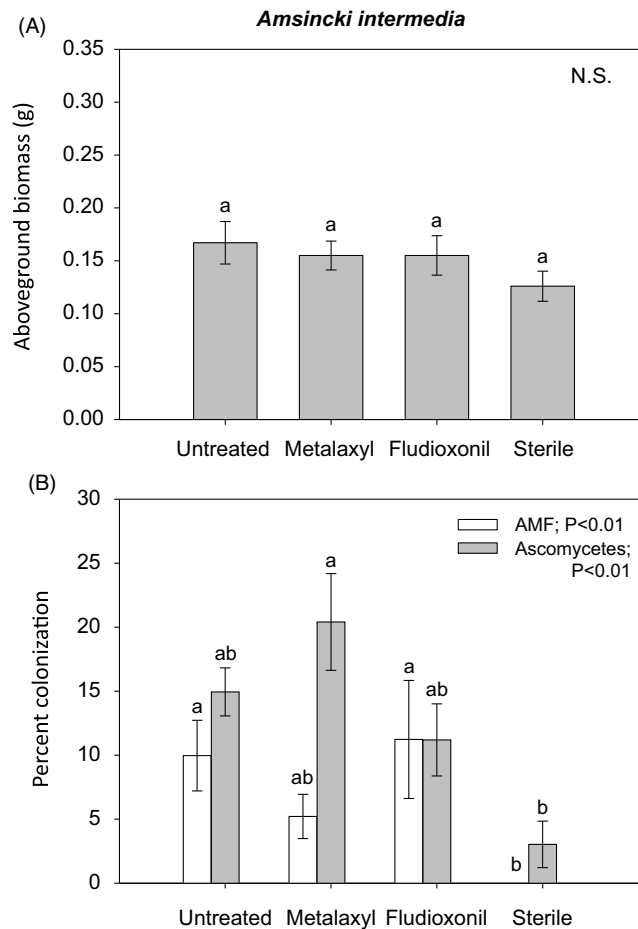 (A)
Amsincki intermedia
Aboveground biomass (g)
0.35
0.30
0.25
0.20
0.15
0.10
0.05
0.00
N.S.
a
a
a
a
Untreated
Metalaxyl
Fludioxonil
Sterile
(B)
Percent colonization
30
25
20
15
10
5
0
AMF; P<0.01
Ascomycetes;
P<0.01
a
ab
ab
a
a
ab
b
b
Untreated
Metalaxyl
Fludioxonil
Sterile